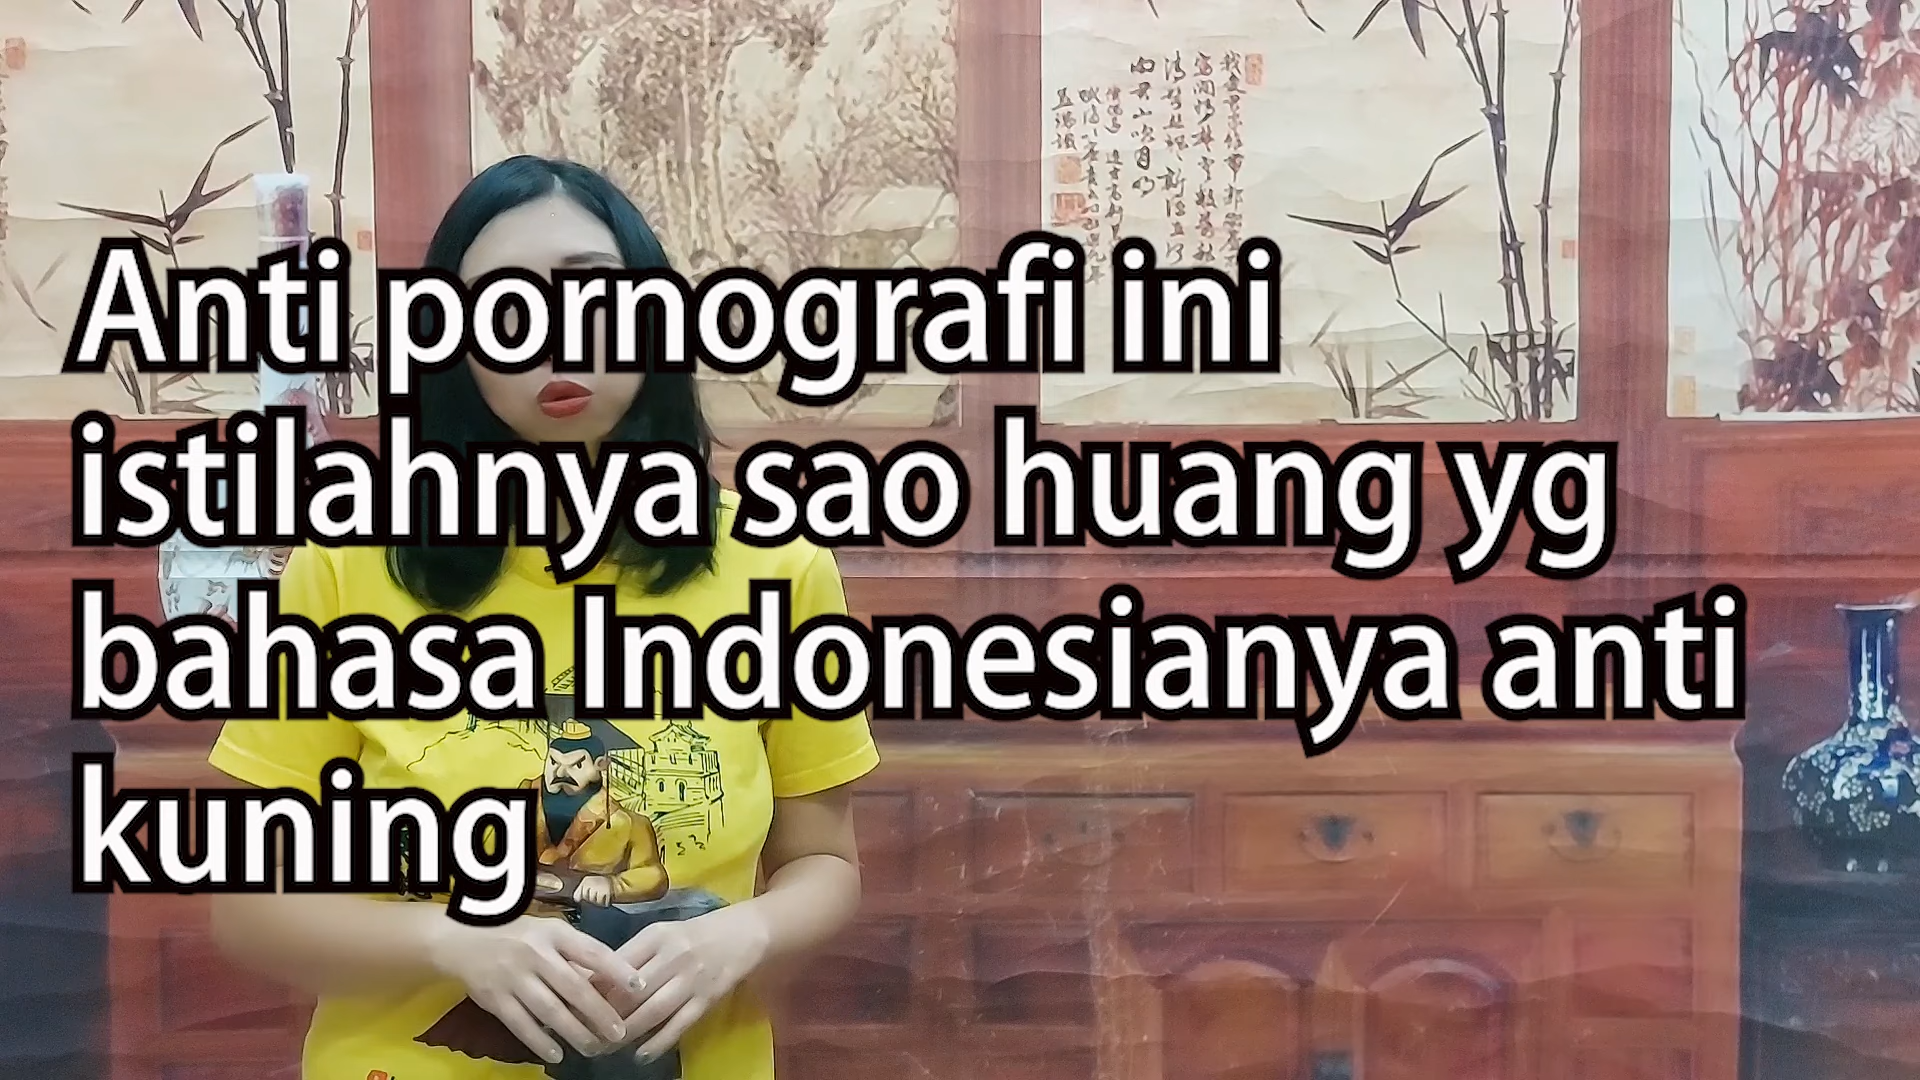 Anti pornografi ini
istilahnya sao huang yg
bahasa Indonesianya anti
kuning